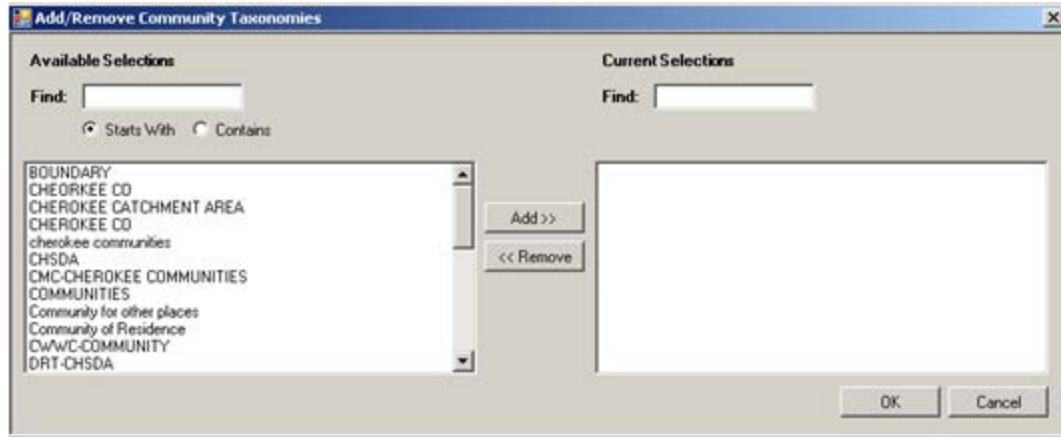 Add/Remove Community Taxonomies
Available Selections
Find:
Starts With
Contains
BOUNDARY
CHEORKEE CO
CHEROKEE CATCHMENT AREA
CHEROKEE CO
cherokee communities
CHSDA
CMC-CHEROKEE COMMUNITIES
COMMUNITIES
Community for other places
Community of Residence
CWWC-COMMUNITY
DRT-CHSDA
Add >>
<< Remove
Current Selections
Find:
OK
Cancel